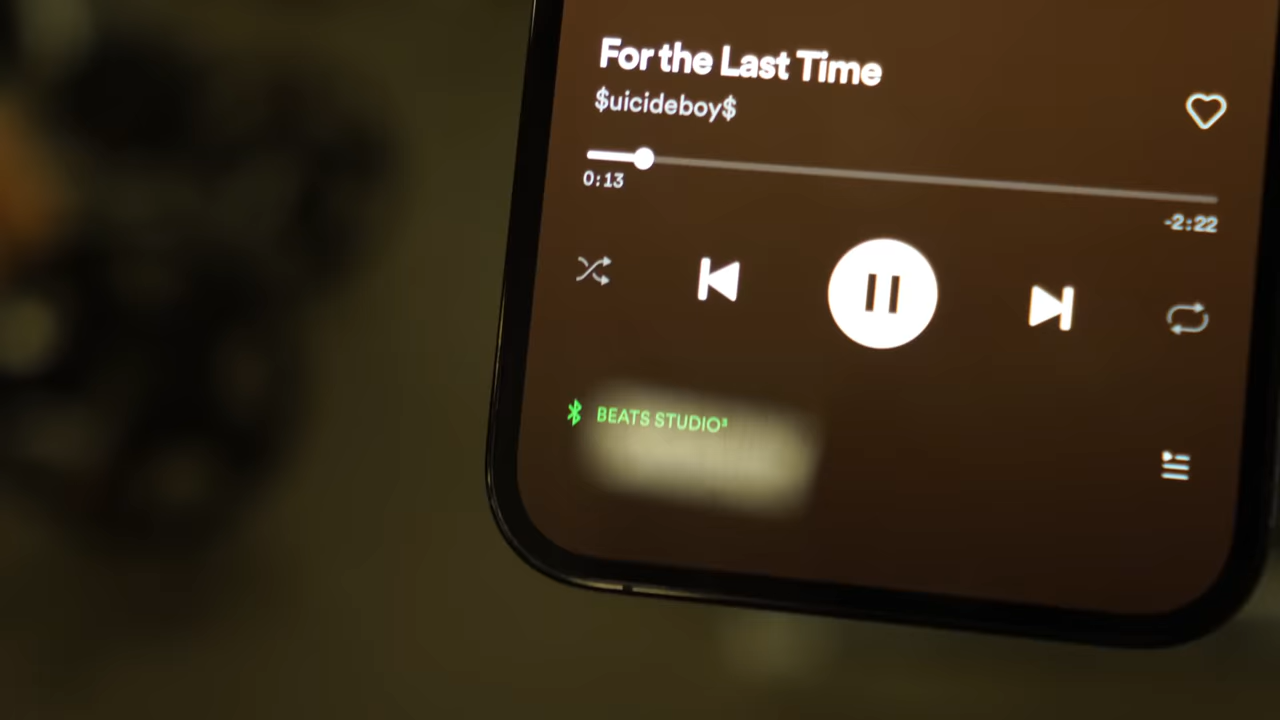 For the Last Time
$uicideboy$
0:13
-2:22
BEATS STUDIO³